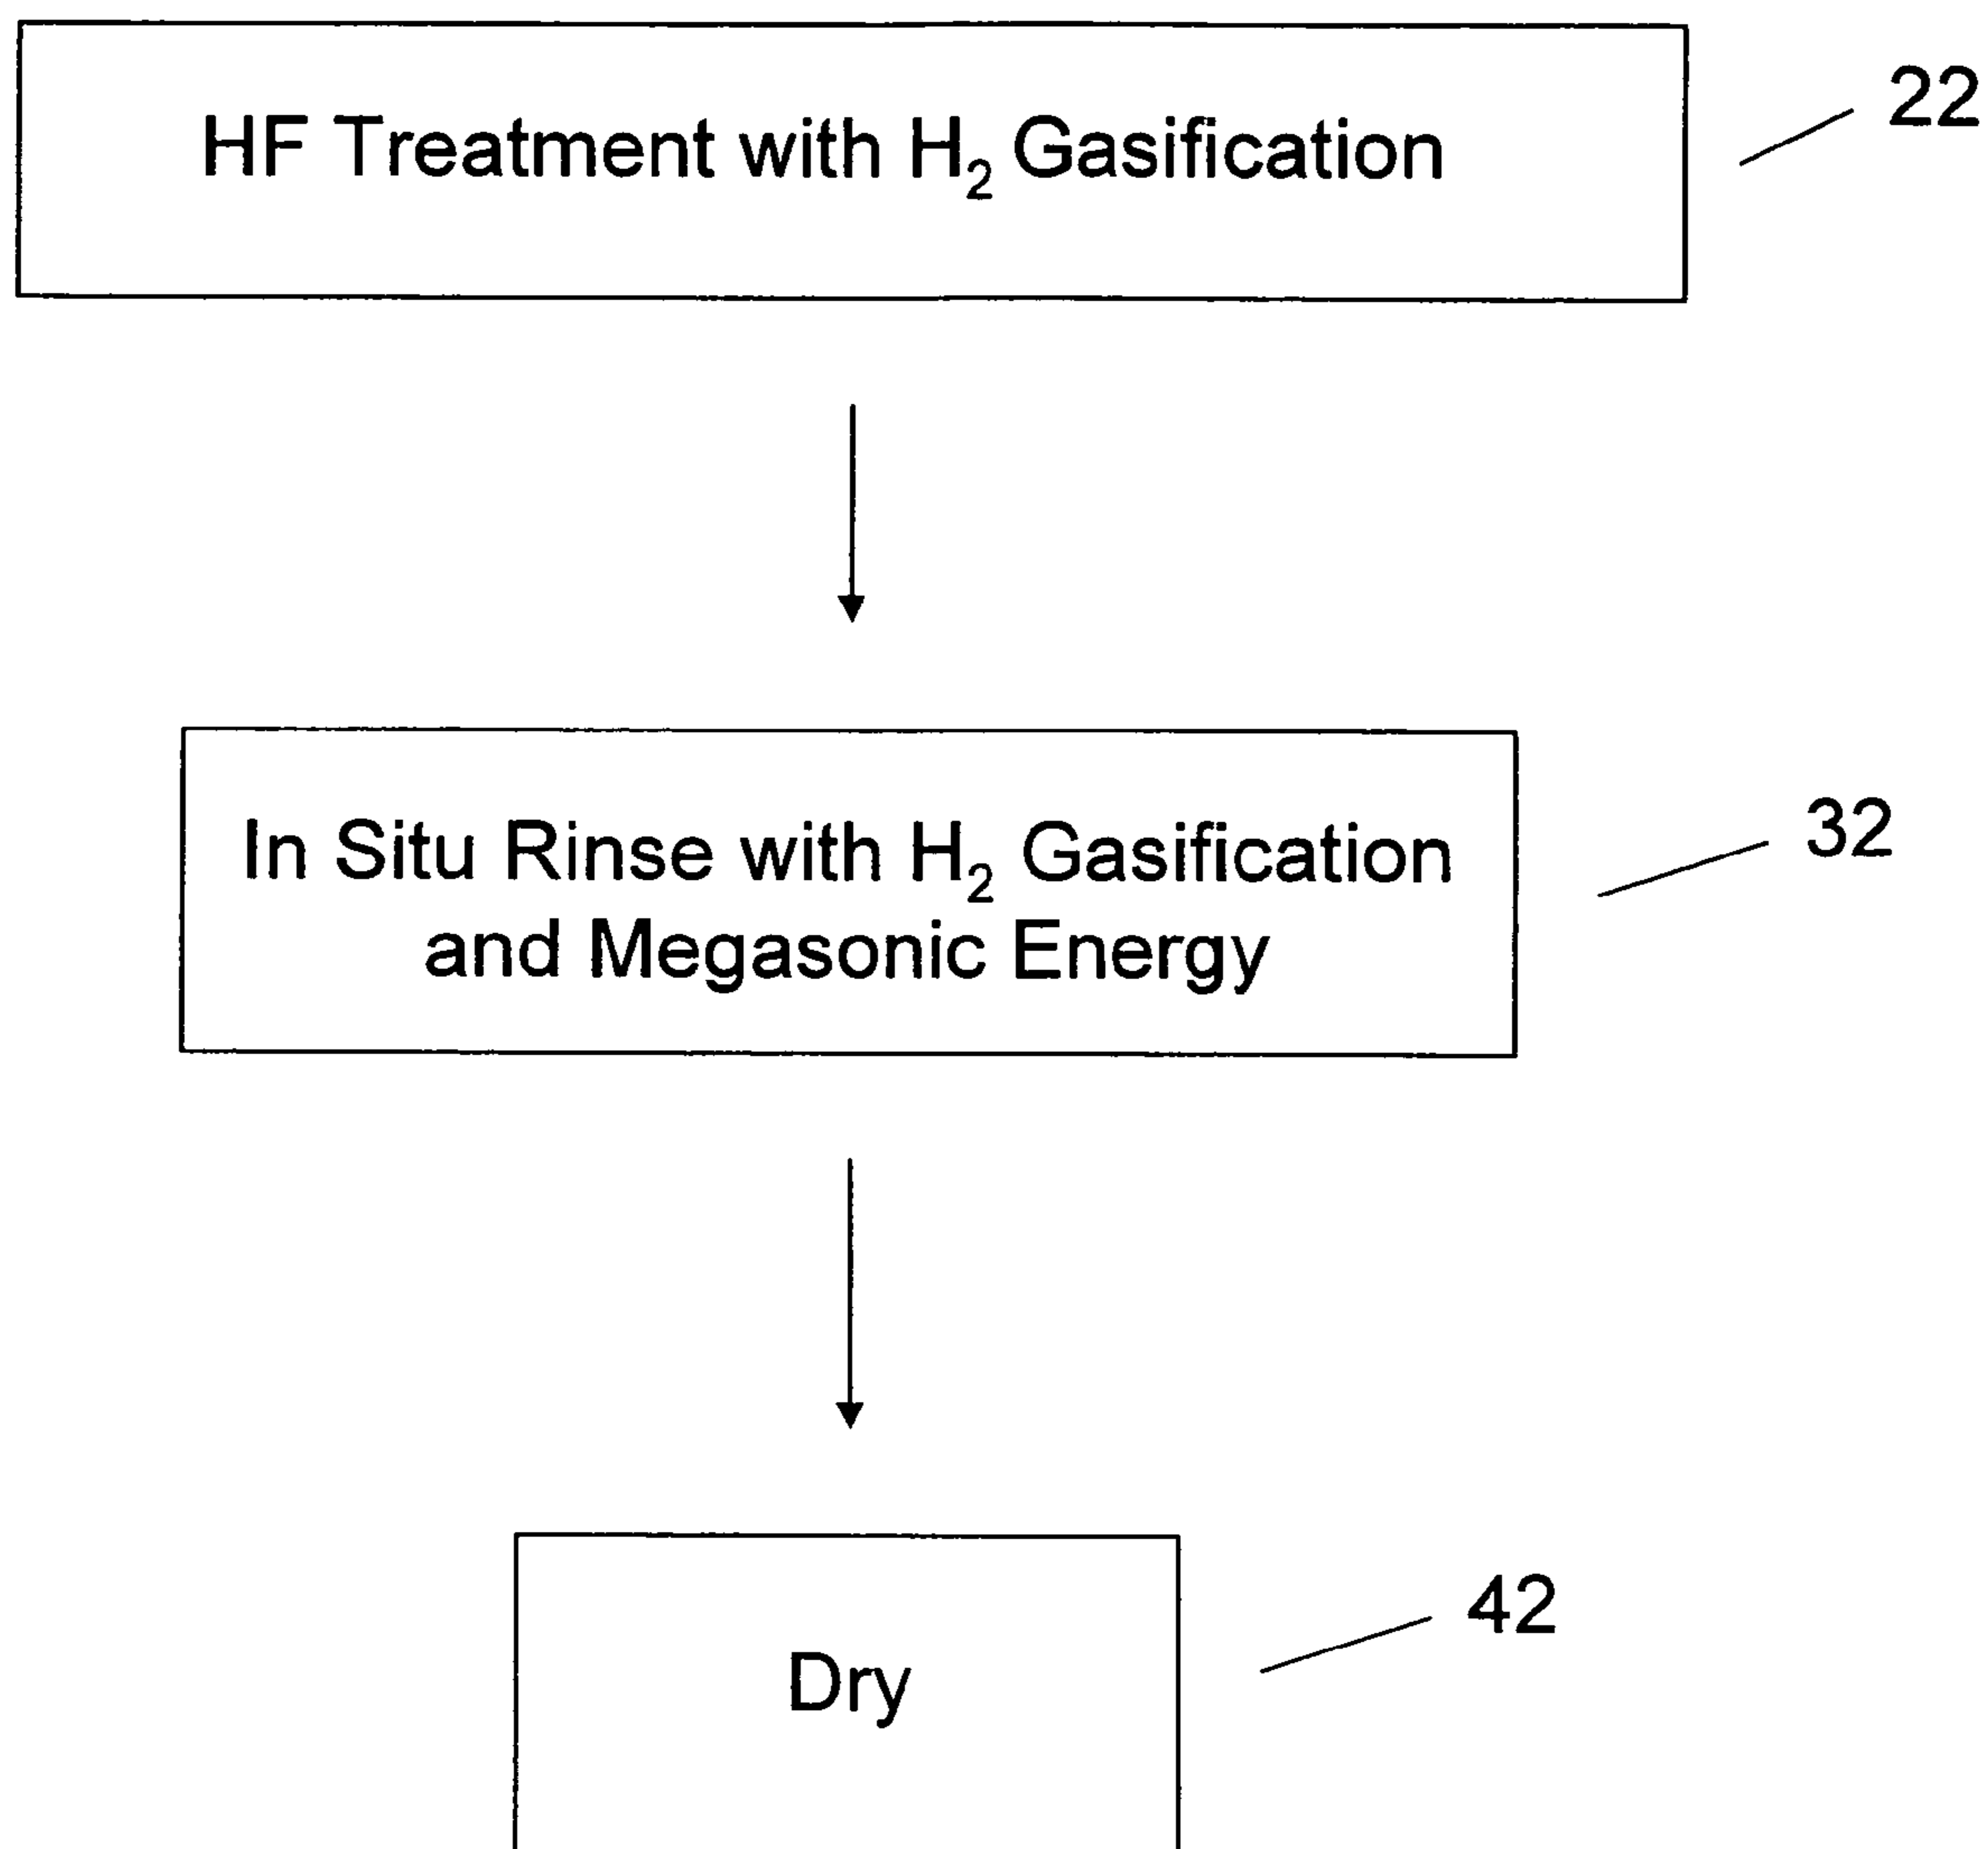 HF Treatment with H₂ Gasification
22
In Situ Rinse with H₂ Gasification
and Megasonic Energy
32
Dry
42